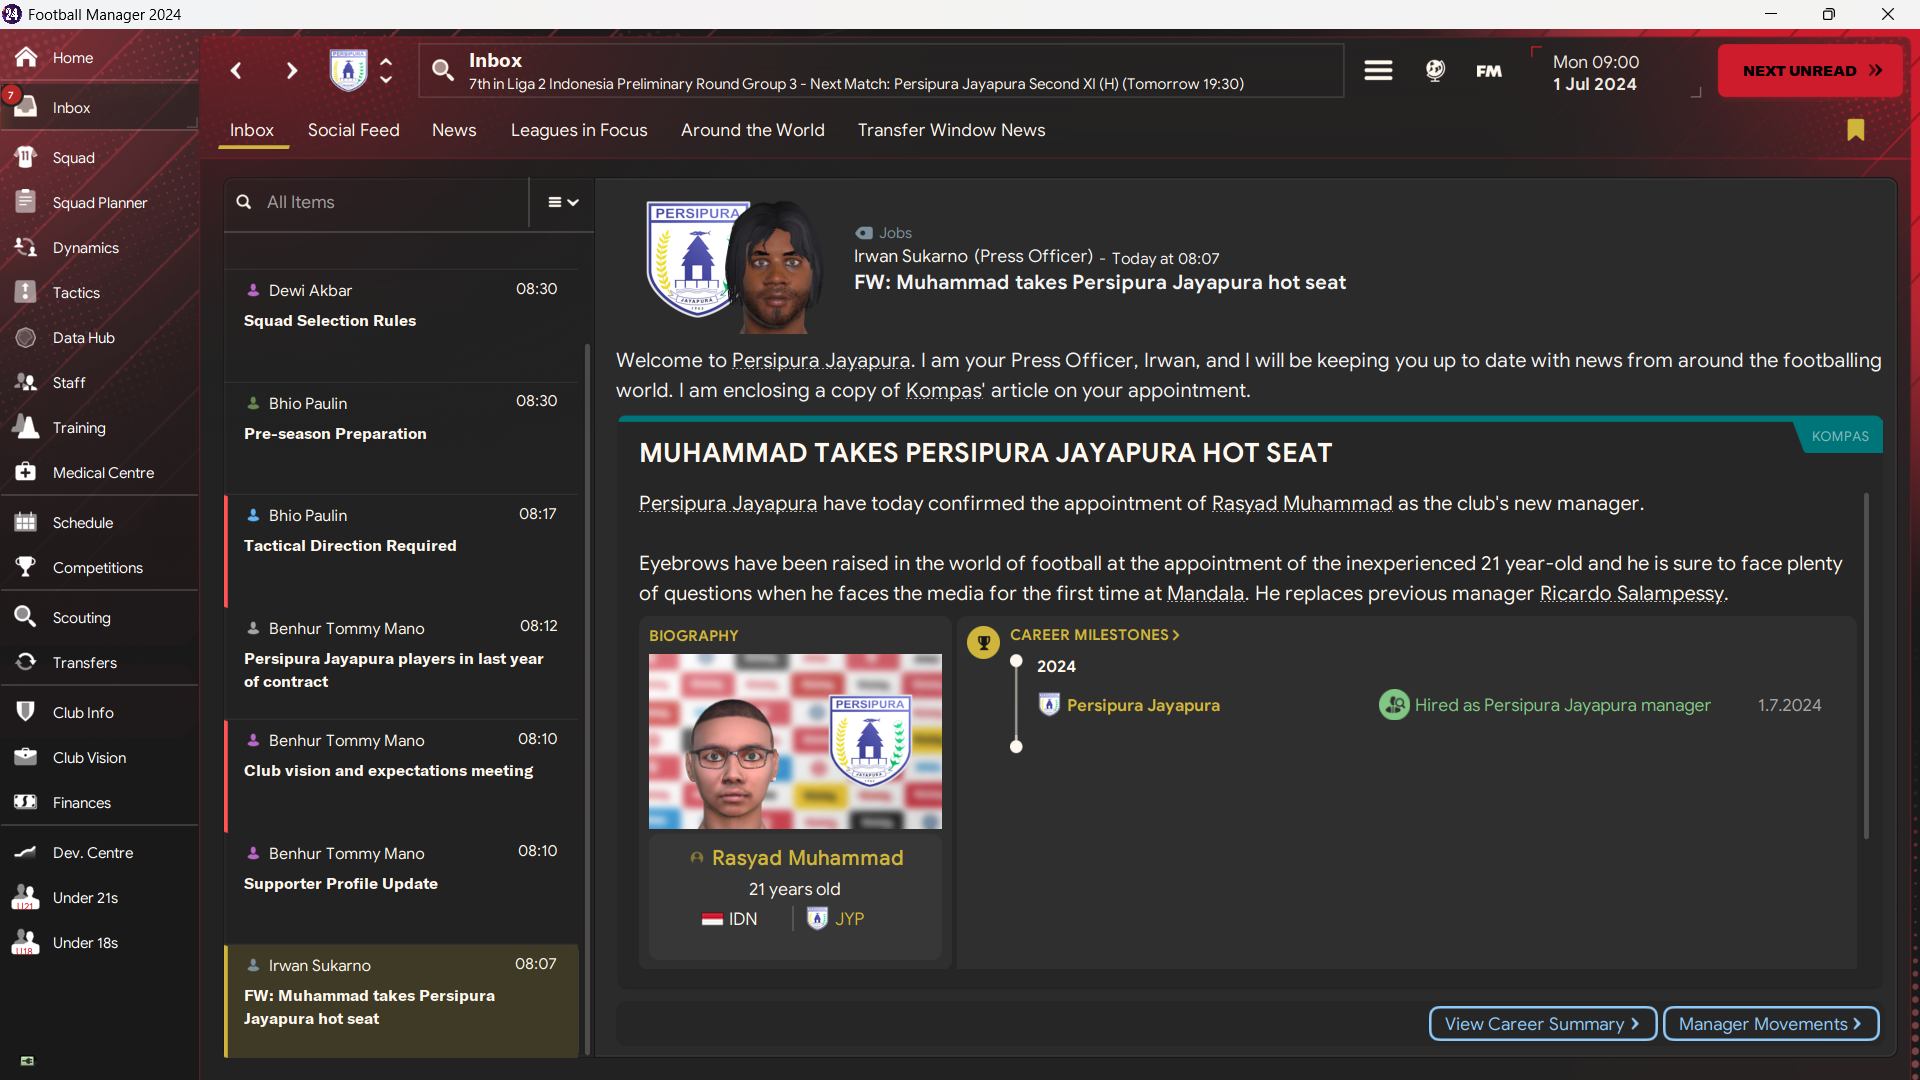 Football Manager 2024
Home
7
Inbox
Squad
Squad Planner
Dynamics
Tactics
Data Hub
Staff
Training
Medical Centre
Schedule
Competitions
Scouting
Transfers
Club Info
Club Vision
Finances
Dev. Centre
U21
Under 21s
U18
Under 18s
Inbox
7th in Liga 2 Indonesia Preliminary Round Group 3 - Next Match: Persipura Jayapura Second XI (H) (Tomorrow 19:30)
FM
Mon 09:00
1 Jul 2024
NEXT UNREAD
Inbox
Social Feed
News
Leagues in Focus
Around the World
Transfer Window News
All Items
Dewi Akbar
08:30
Squad Selection Rules
Bhio Paulin
08:30
Pre-season Preparation
Bhio Paulin
08:17
Tactical Direction Required
Benhur Tommy Mano
08:12
Persipura Jayapura players in last year
of contract
Benhur Tommy Mano
08:10
Club vision and expectations meeting
Benhur Tommy Mano
08:10
Supporter Profile Update
Irwan Sukarno
08:07
FW: Muhammad takes Persipura
Jayapura hot seat
PERSIPURA
JAYAPURA
Jobs
Irwan Sukarno (Press Officer) - Today at 08:07
FW: Muhammad takes Persipura Jayapura hot seat
Welcome to Persipura Jayapura. I am your Press Officer, Irwan, and I will be keeping you up to date with news from around the footballing
world. I am enclosing a copy of Kompas' article on your appointment.
KOMPAS
MUHAMMAD TAKES PERSIPURA JAYAPURA HOT SEAT
Persipura Jayapura have today confirmed the appointment of Rasyad Muhammad as the club's new manager.
Eyebrows have been raised in the world of football at the appointment of the inexperienced 21 year-old and he is sure to face plenty
of questions when he faces the media for the first time at Mandala. He replaces previous manager Ricardo Salampessy.
BIOGRAPHY
PERSIPURA
JAYAPURA
Rasyad Muhammad
21 years old
IDN
JYP
CAREER MILESTONES
2024
Persipura Jayapura
Hired as Persipura Jayapura manager
1.7.2024
View Career Summary
Manager Movements